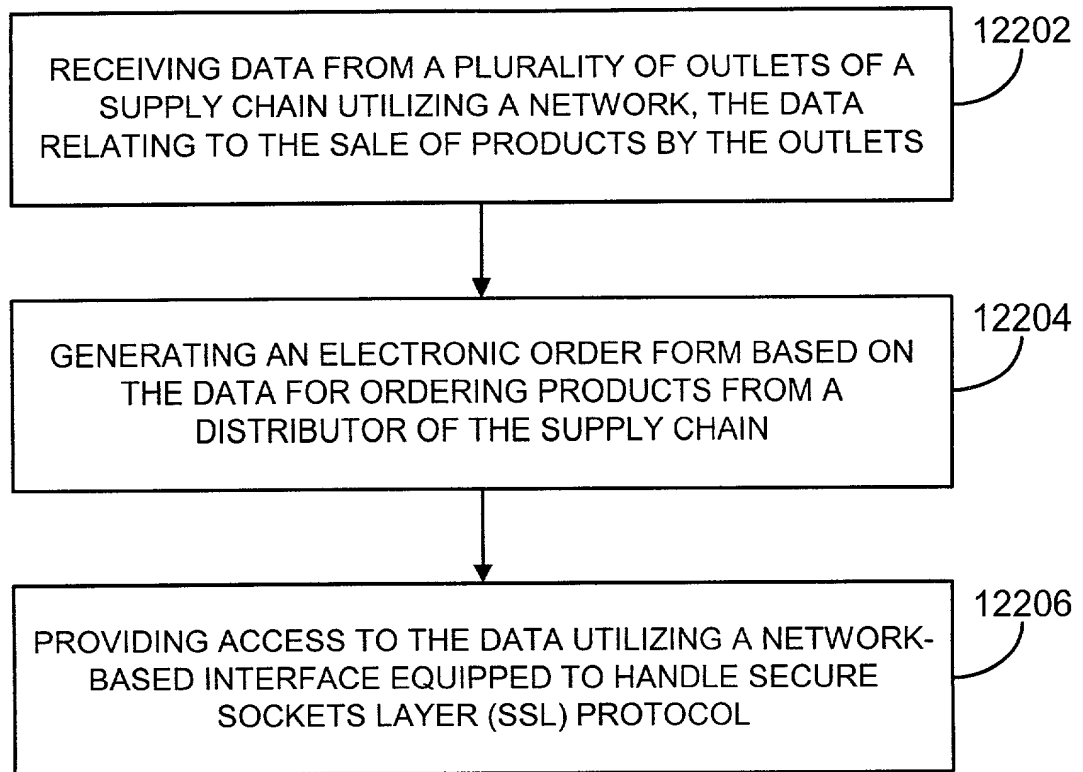 12202
RECEIVING DATA FROM A PLURALITY OF OUTLETS OF A
SUPPLY CHAIN UTILIZING A NETWORK, THE DATA
RELATING TO THE SALE OF PRODUCTS BY THE OUTLETS
12204
GENERATING AN ELECTRONIC ORDER FORM BASED ON
THE DATA FOR ORDERING PRODUCTS FROM A
DISTRIBUTOR OF THE SUPPLY CHAIN
12206
PROVIDING ACCESS TO THE DATA UTILIZING A NETWORK-
BASED INTERFACE EQUIPPED TO HANDLE SECURE
SOCKETS LAYER (SSL) PROTOCOL